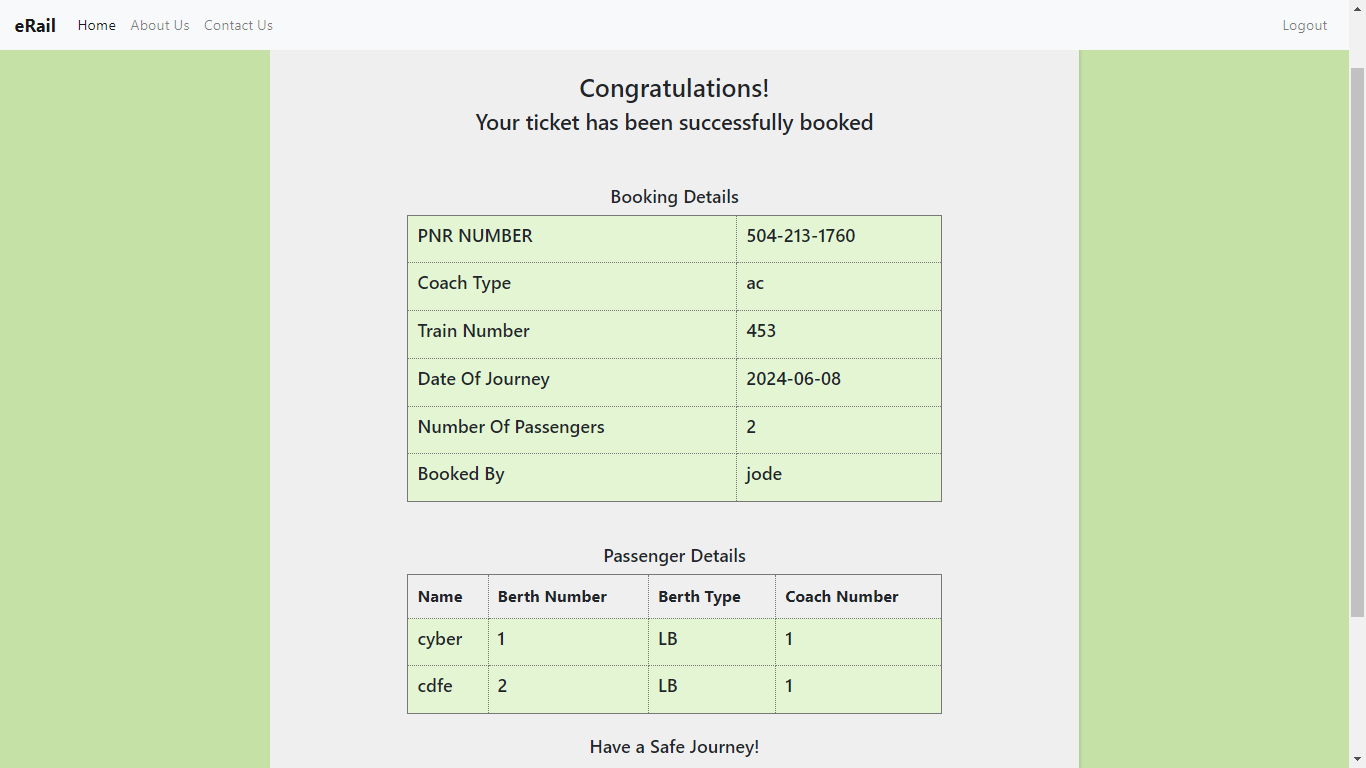 eRail Home About Us Contact Us Logout
Congratulations!
Your ticket has been successfully booked
Booking Details
PNR NUMBER 504-213-1760
Coach Type ac
Train Number 453
Date Of Journey 2024-06-08
Number Of Passengers 2
Booked By jode
Passenger Details
Name Berth Number Berth Type Coach Number
cyber 1 LB 1
cdfe 2 LB 1
Have a Safe Journey!